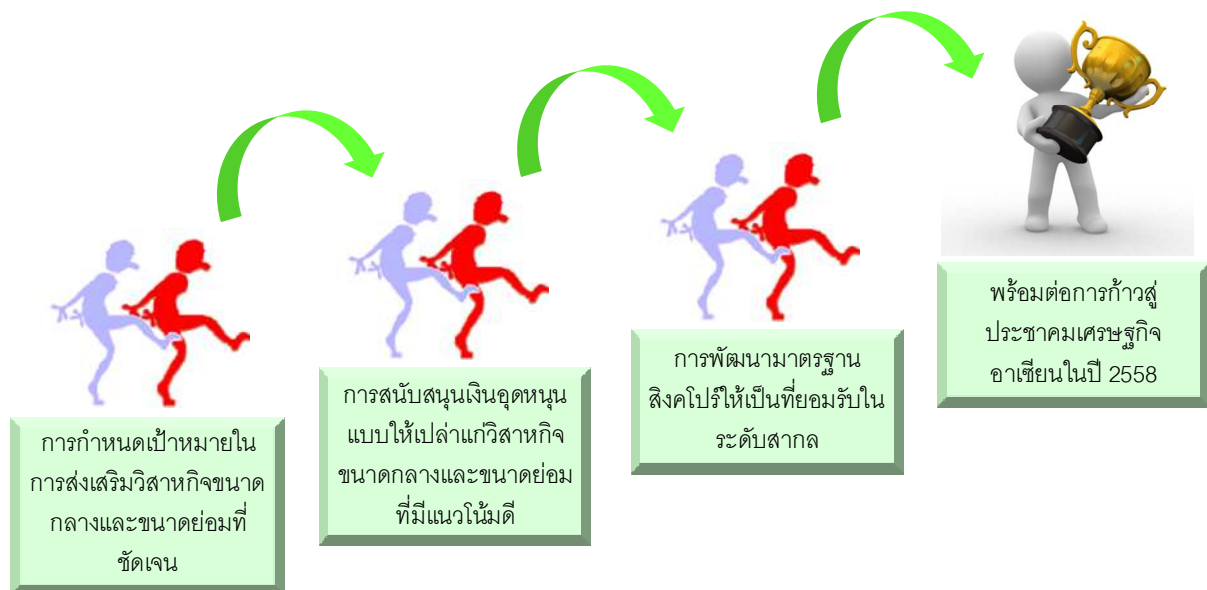 การกำหนดเป้าหมายใน
การส่งเสริมวิสาหกิจขนาด
กลางและขนาดย่อมที่
ชัดเจน
การสนับสนุนเงินอุดหนุน
แบบให้เปล่าแก่วิสาหกิจ
ขนาดกลางและขนาดย่อม
ที่มีแนวโน้มดี
การพัฒนามาตรฐาน
สิงคโปร์ให้เป็นที่ยอมรับใน
ระดับสากล
พร้อมต่อการก้าวสู่
ประชาคมเศรษฐกิจ
อาเซียนในปี 2558